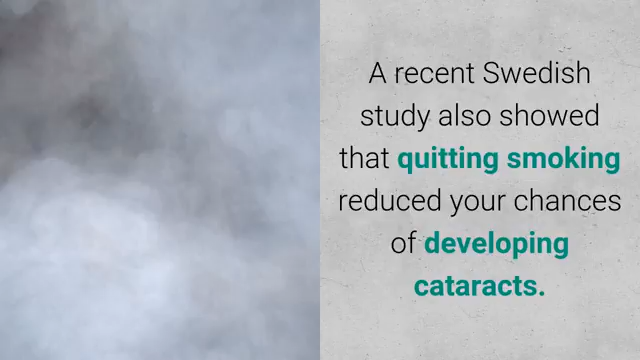 A recent Swedish
study also showed
that quitting smoking
reduced your chances
of developing
cataracts.